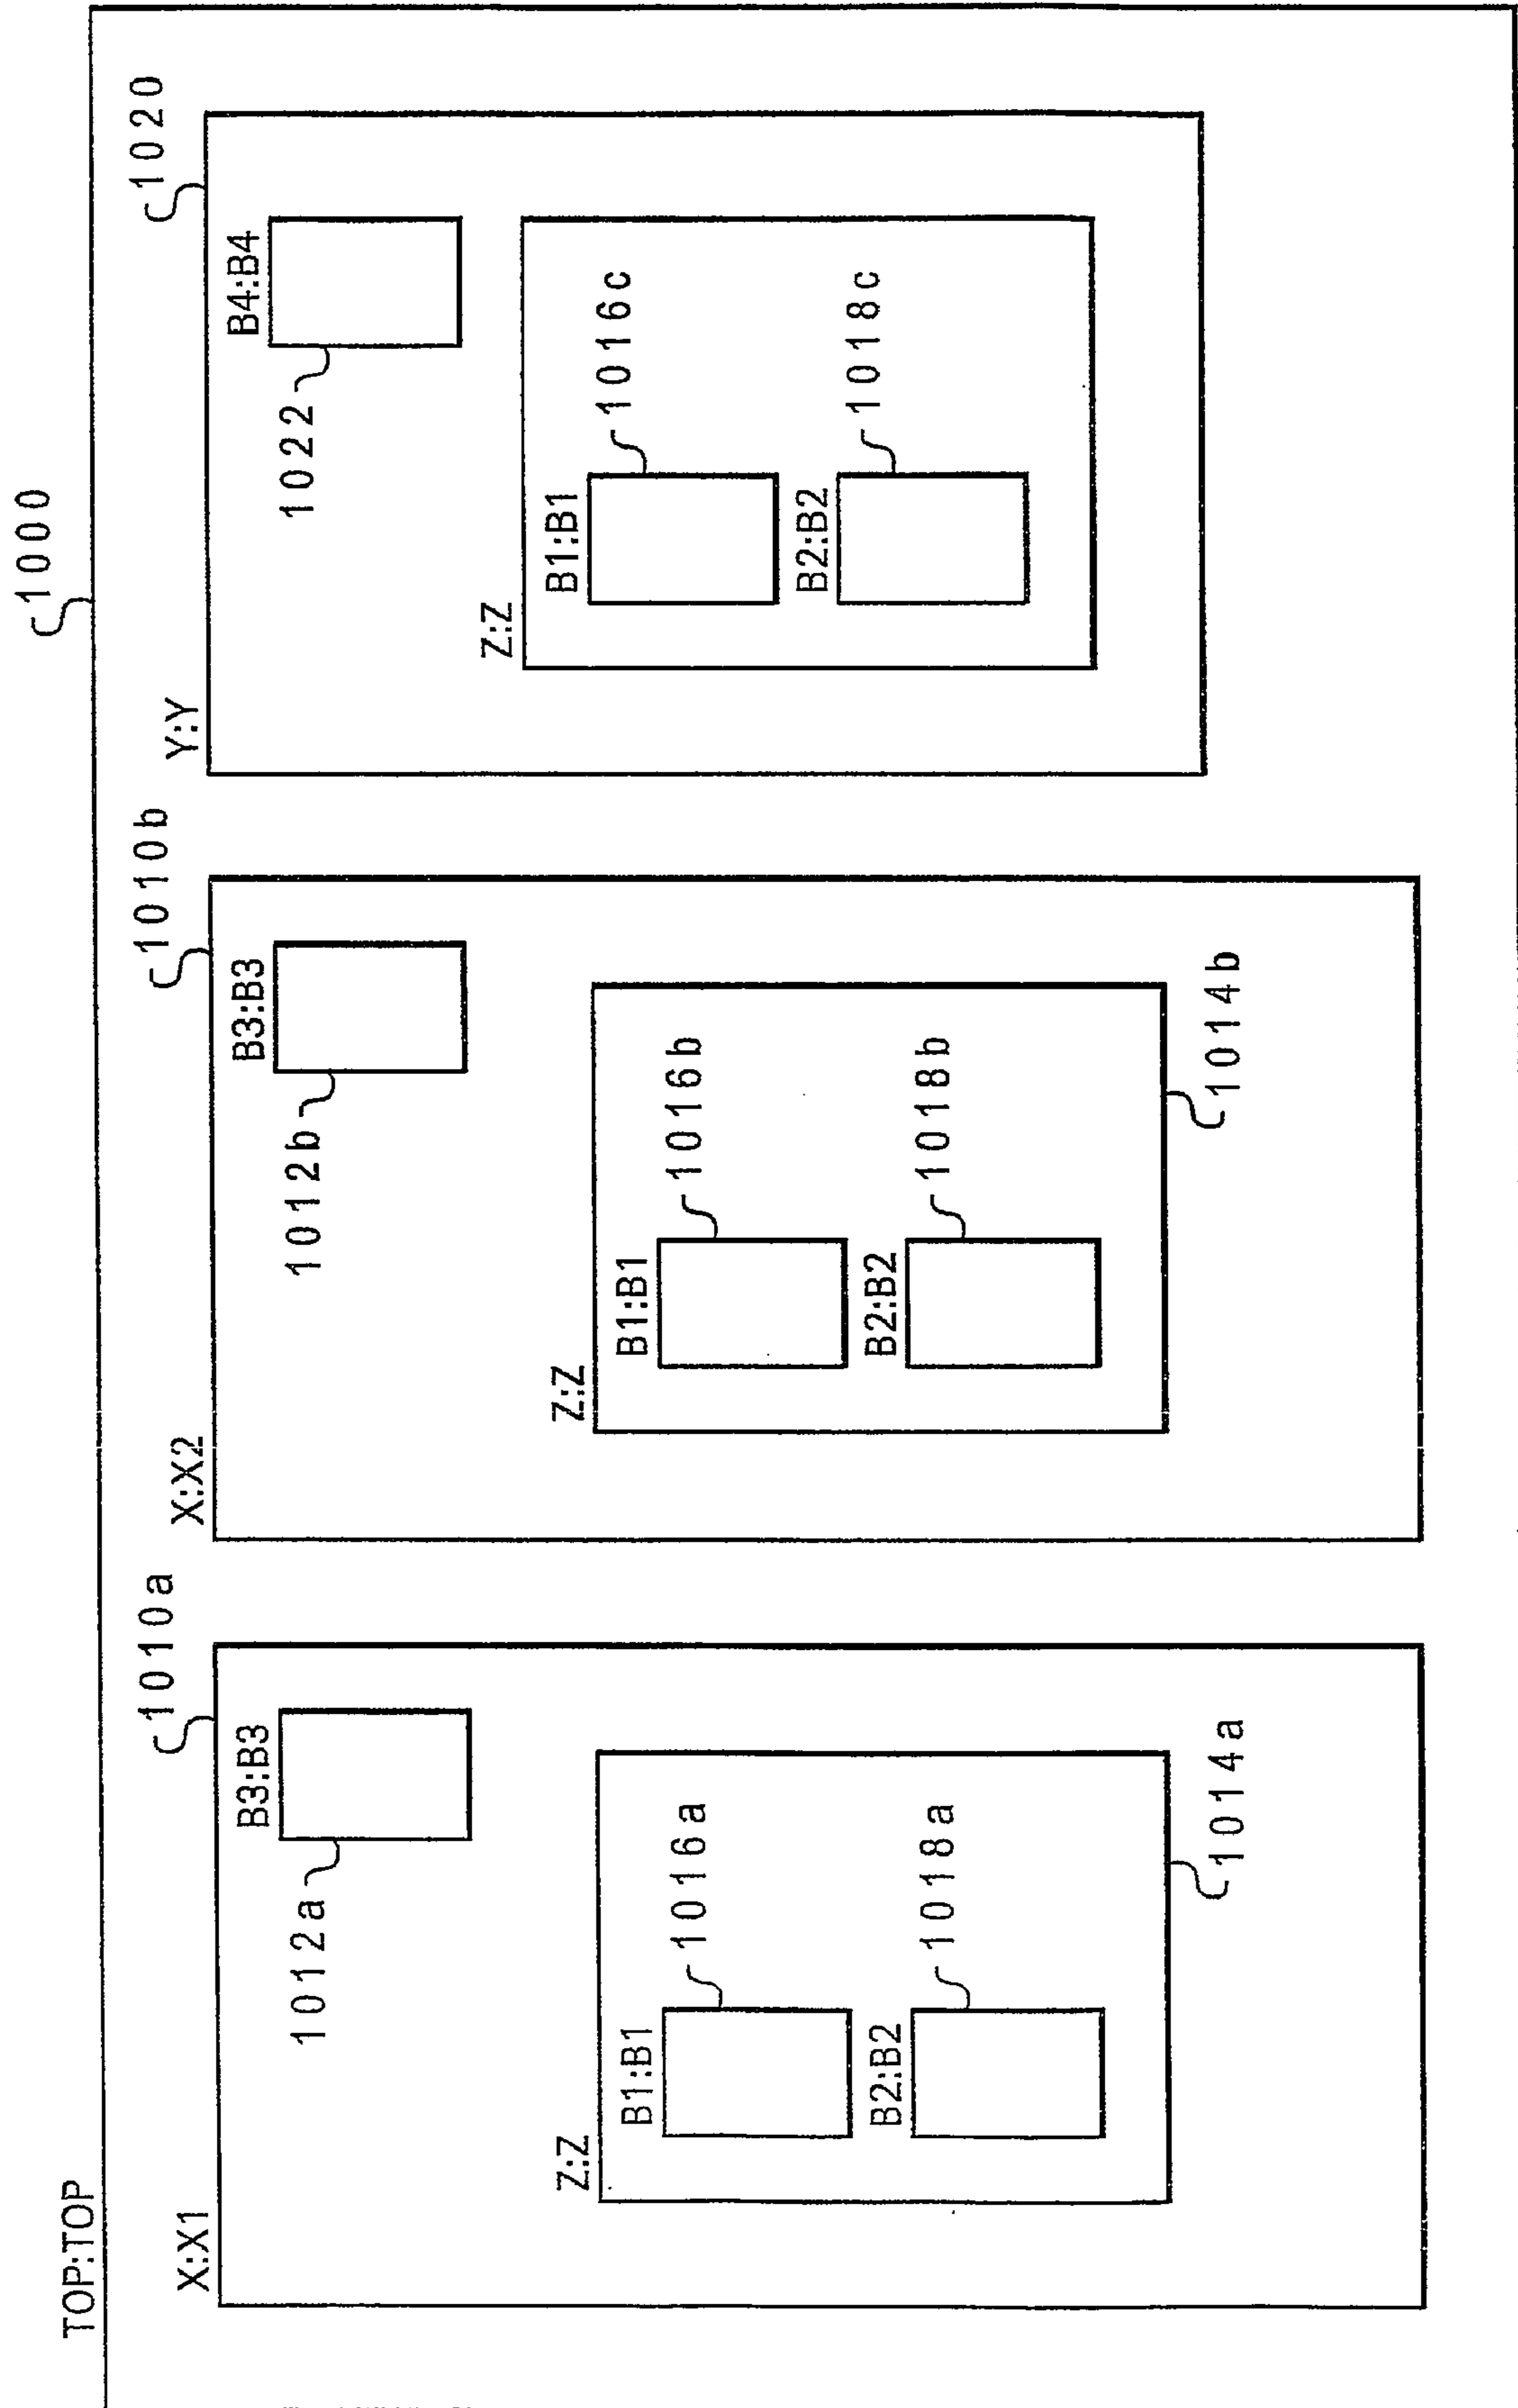 1000
TOP:TOP
1010a
X:X1
B3:B3
1012a
Z:Z
B1:B1
1016a
B2:B2
1018a
1014a
1010b
X:X2
B3:B3
1012b
Z:Z
B1:B1
1016b
B2:B2
1018b
1014b
1020
Y:Y
B4:B4
1022
Z:Z
B1:B1
1016c
B2:B2
1018c